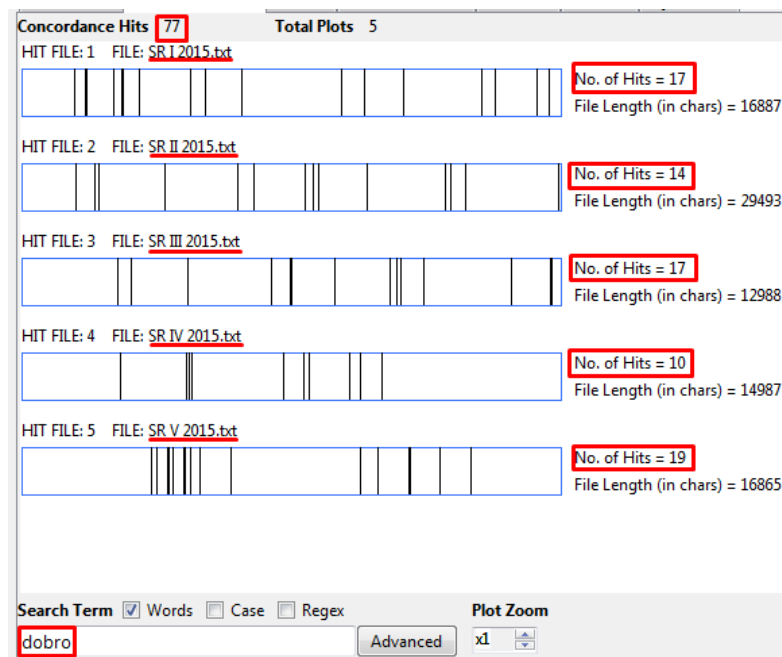 Concordance Hits 77 Total Plots 5
HIT FILE: 1 FILE: SR I 2015.txt
No. of Hits = 17
File Length (in chars) = 16887
HIT FILE: 2 FILE: SR II 2015.txt
No. of Hits = 14
File Length (in chars) = 29493
HIT FILE: 3 FILE: SR III 2015.txt
No. of Hits = 17
File Length (in chars) = 12988
HIT FILE: 4 FILE: SR IV 2015.txt
No. of Hits = 10
File Length (in chars) = 14987
HIT FILE: 5 FILE: SR V 2015.txt
No. of Hits = 19
File Length (in chars) = 16865
Search Term Words Case Regex Plot Zoom
dobro Advanced x1